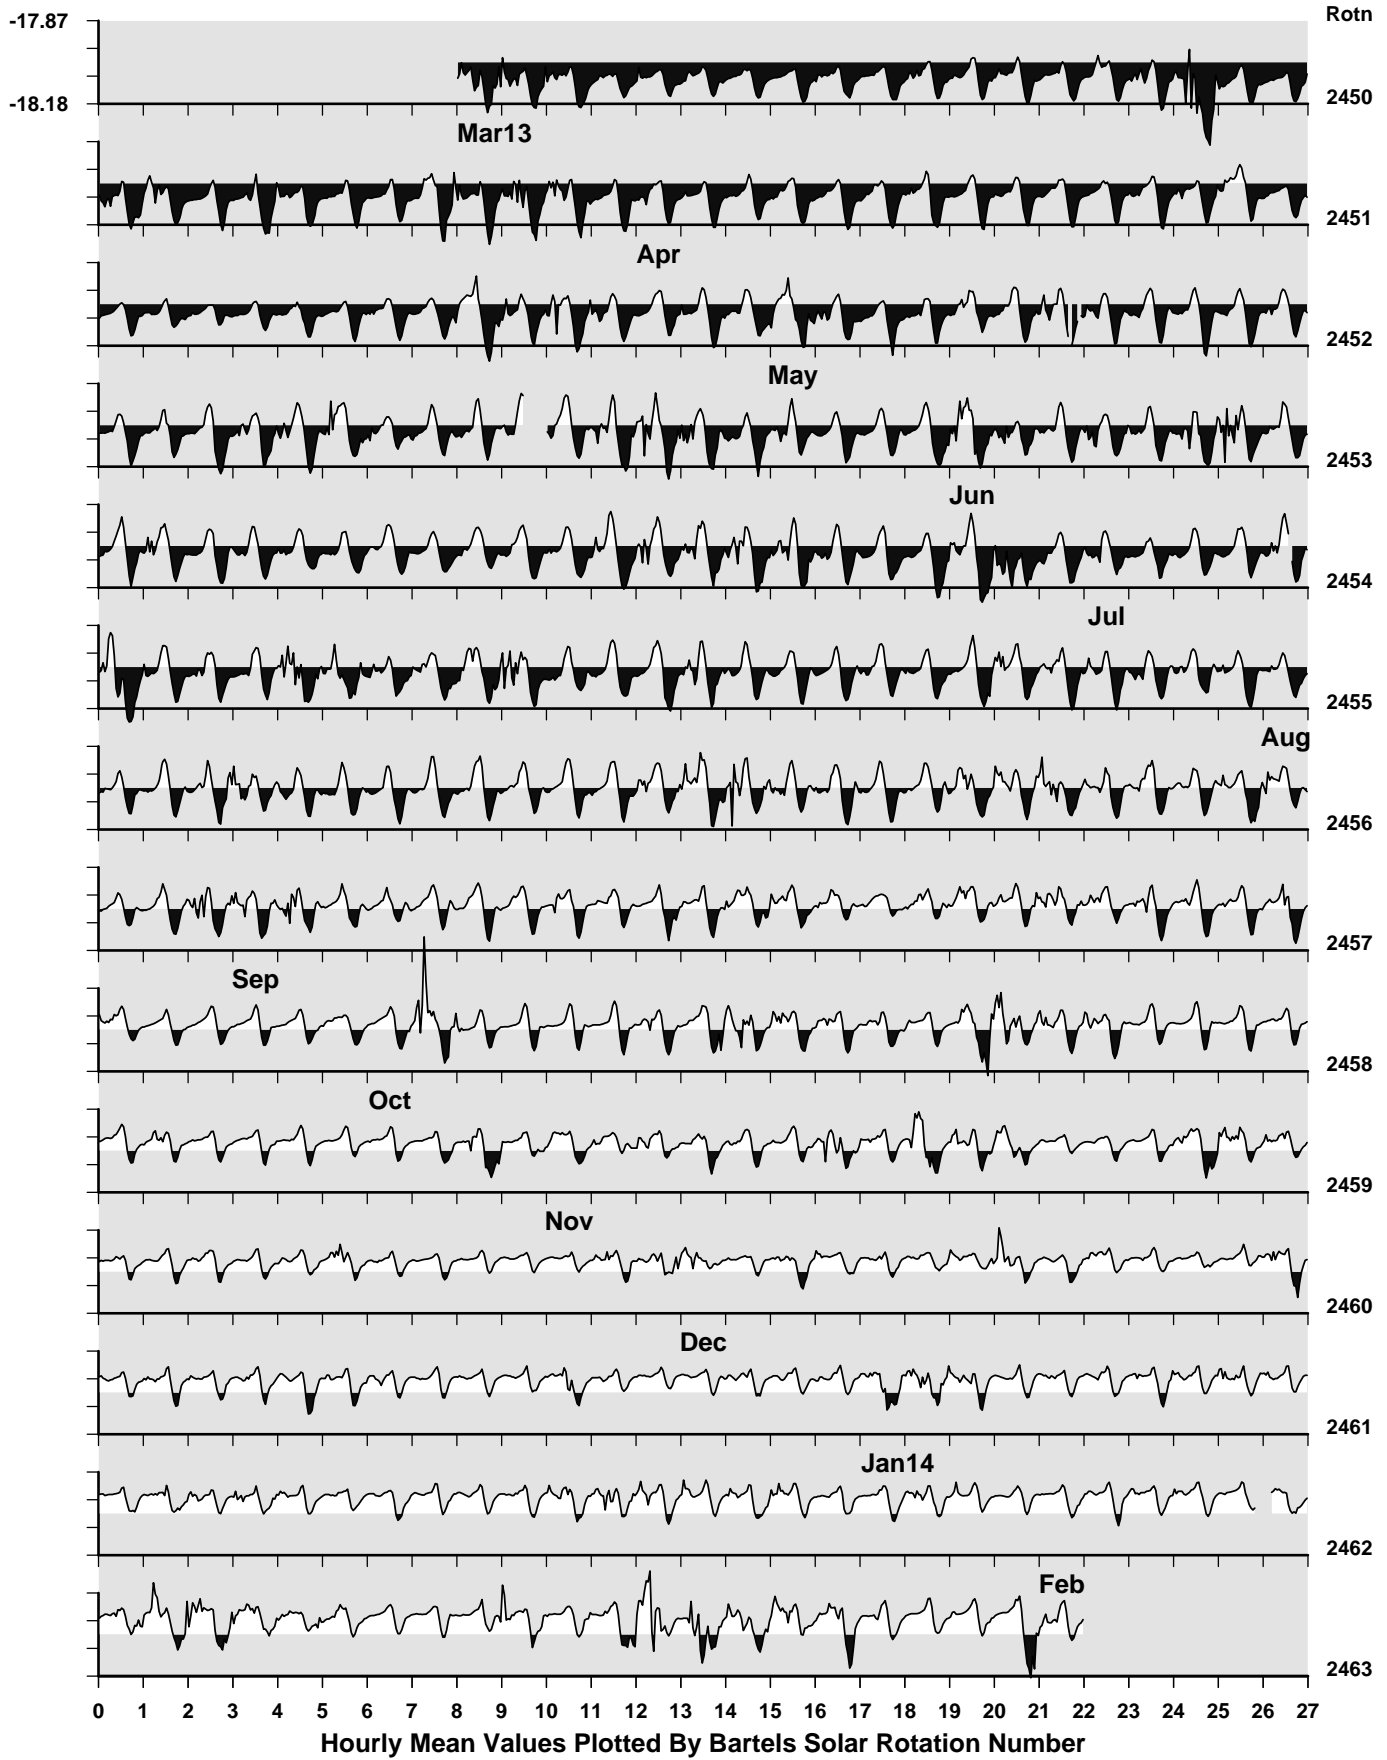 -17.87
Rotn
-18.18
2450
Mar13
2451
Apr
2452
May
2453
Jun
2454
Jul
2455
Aug
2456
2457
Sep
2458
Oct
2459
Nov
2460
Dec
2461
Jan14
2462
Feb
2463
0 1 2 3 4 5 6 7 8 9 10 11 12 13 14 15 16 17 18 19 20 21 22 23 24 25 26 27
Hourly Mean Values Plotted By Bartels Solar Rotation Number